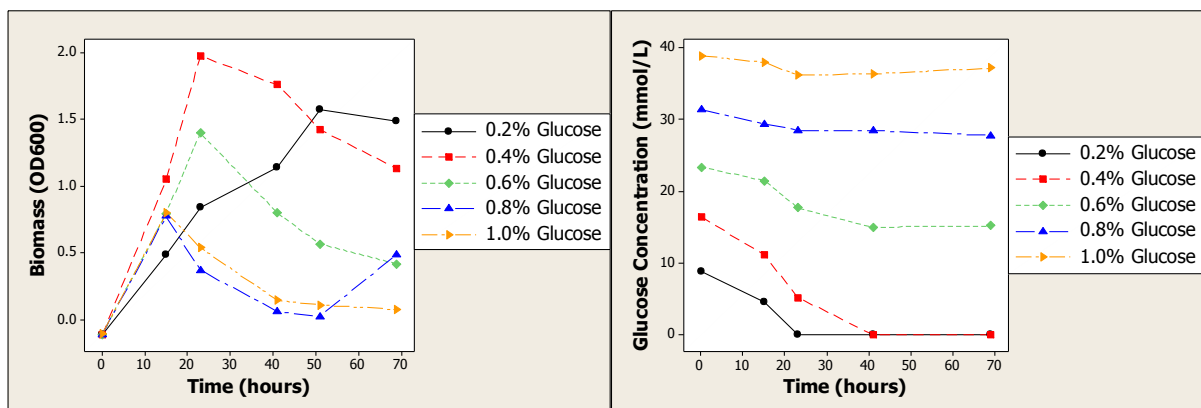 Biomass (OD600)
2.0
1.5
1.0
0.5
0.0
0 10 20 30 40 50 60 70
Time (hours)
0.2% Glucose
0.4% Glucose
0.6% Glucose
0.8% Glucose
1.0% Glucose
Glucose Concentration (mmol/L)
40
30
20
10
0
0 10 20 30 40 50 60 70
Time (hours)
0.2% Glucose
0.4% Glucose
0.6% Glucose
0.8% Glucose
1.0% Glucose